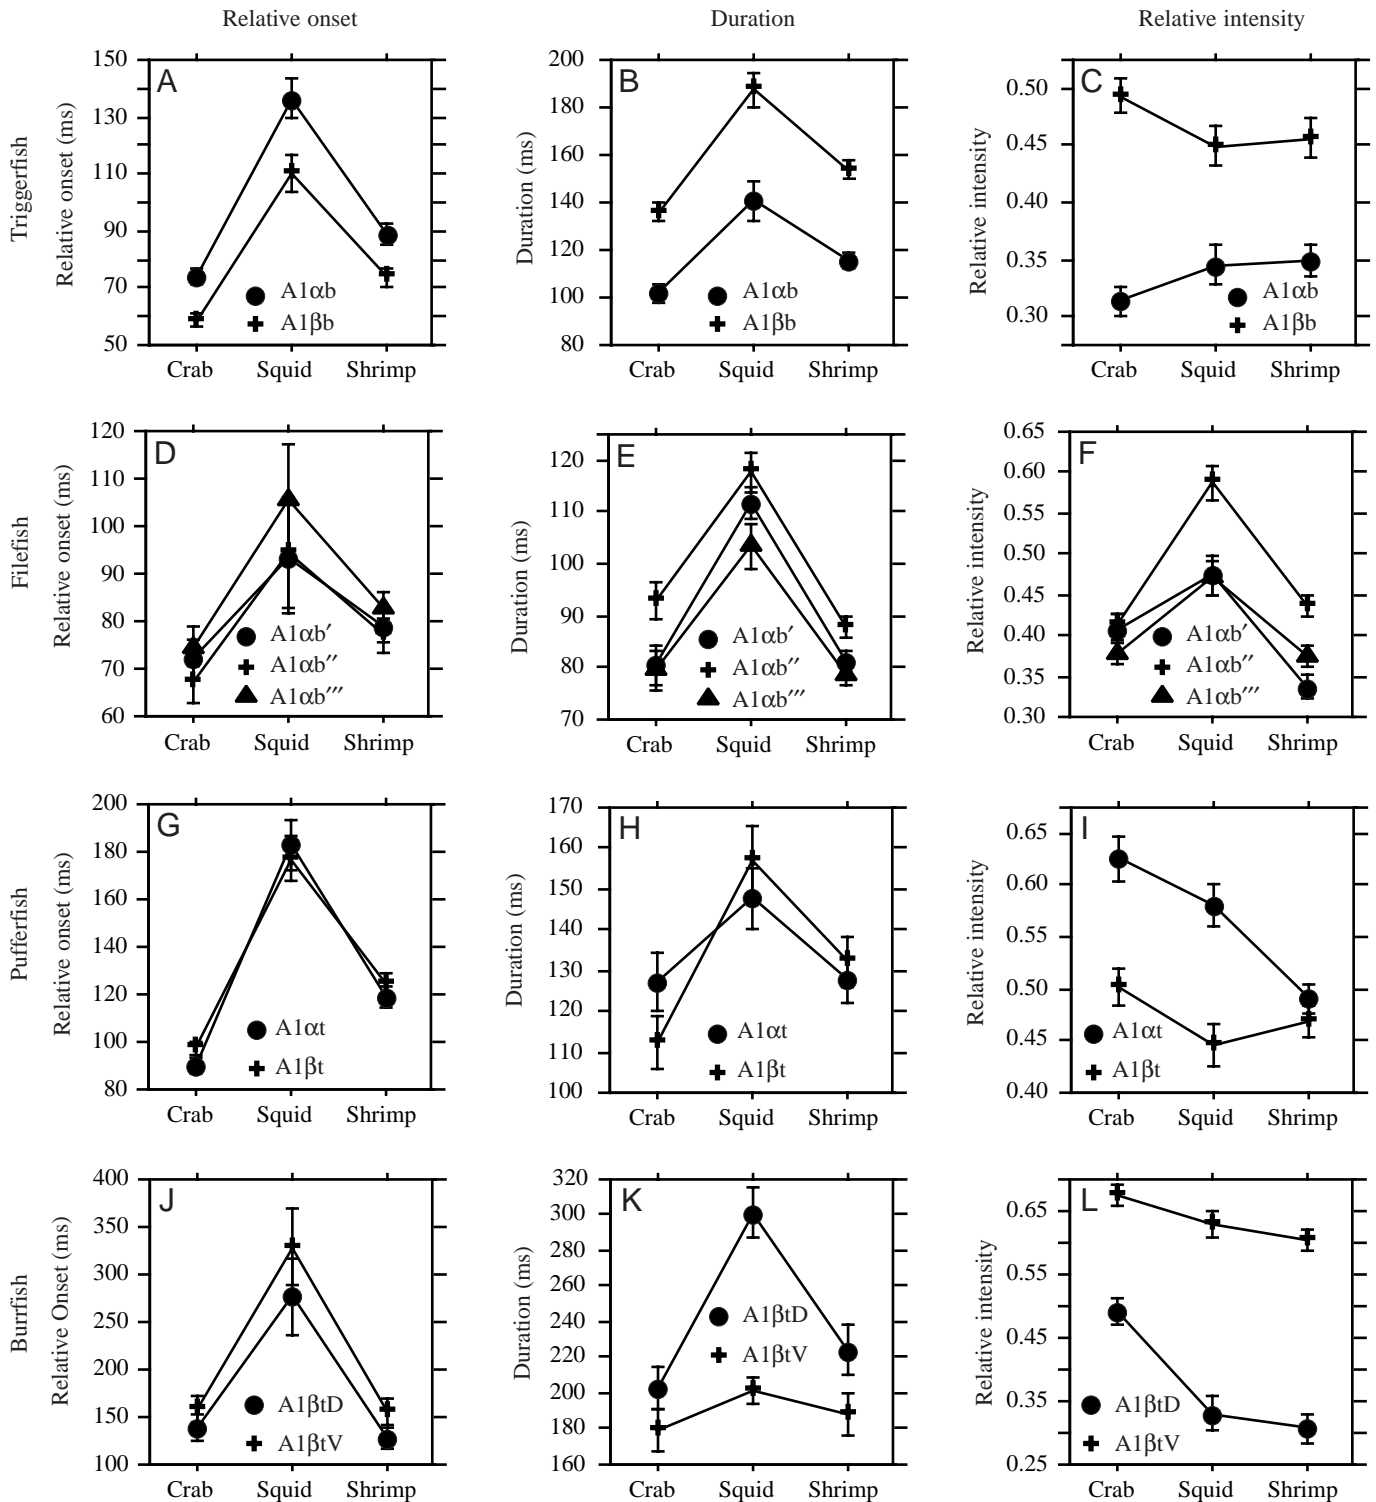 Relative onset Duration Relative intensity
Triggerfish
Relative onset (ms)
150
130
110
90
70
50
A
A1αb
A1βb
Crab Squid Shrimp
Duration (ms)
200
180
160
140
120
100
80
B
A1αb
A1βb
Crab Squid Shrimp
Relative intensity
0.50
0.45
0.40
0.35
0.30
C
A1αb
A1βb
Crab Squid Shrimp
Filefish
Relative onset (ms)
120
110
100
90
80
70
60
D
A1αb′
A1αb′′
A1αb′′′
Crab Squid Shrimp
Duration (ms)
120
110
100
90
80
70
E
A1αb′
A1αb′′
A1αb′′′
Crab Squid Shrimp
Relative intensity
0.65
0.60
0.55
0.50
0.45
0.40
0.35
0.30
F
A1αb′
A1αb′′
A1αb′′′
Crab Squid Shrimp
Pufferfish
Relative onset (ms)
200
180
160
140
120
100
80
G
A1αt
A1βt
Crab Squid Shrimp
Duration (ms)
170
160
150
140
130
120
110
100
H
A1αt
A1βt
Crab Squid Shrimp
Relative intensity
0.65
0.60
0.55
0.50
0.45
0.40
I
A1αt
A1βt
Crab Squid Shrimp
Burrfish
Relative Onset (ms)
400
350
300
250
200
150
100
J
A1βtD
A1βtV
Crab Squid Shrimp
Duration (ms)
320
300
280
260
240
220
200
180
160
K
A1βtD
A1βtV
Crab Squid Shrimp
Relative intensity
0.65
0.55
0.45
0.35
0.25
L
A1βtD
A1βtV
Crab Squid Shrimp